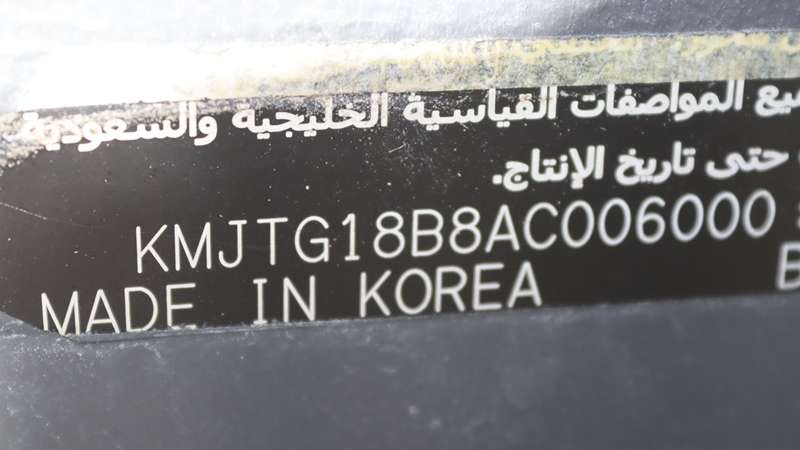 جميع المواصفات القياسية الخليجية والسعودية
حتى تاريخ الإنتاج.
KMJTG18B8AC006000
MADE IN KOREA